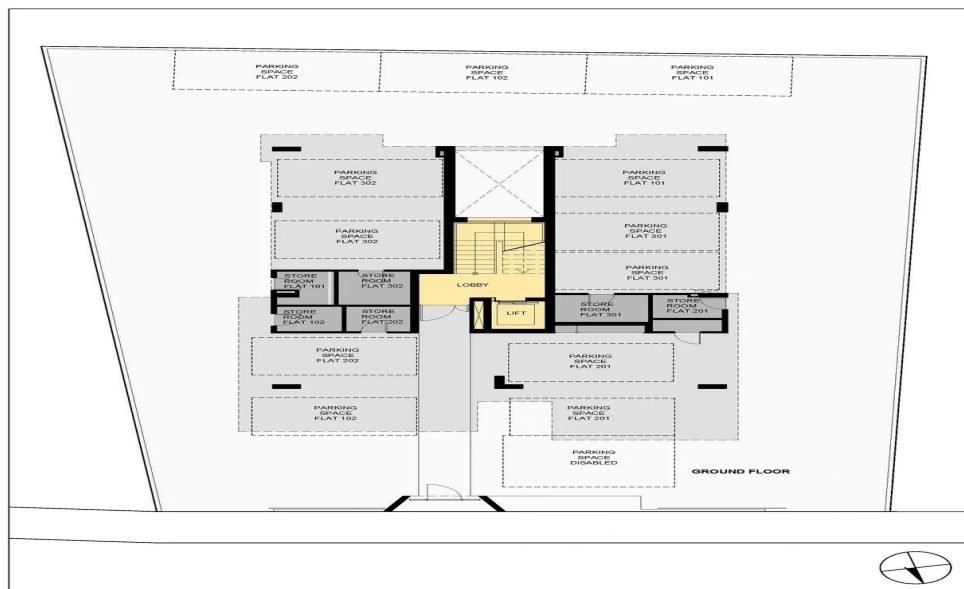 PARKING
SPACE
FLAT 202
PARKING
SPACE
FLAT 102
PARKING
SPACE
FLAT 101
PARKING
SPACE
FLAT 302
PARKING
SPACE
FLAT 101
PARKING
SPACE
FLAT 302
PARKING
SPACE
FLAT 301
PARKING
SPACE
FLAT 301
STORE
ROOM
FLAT 101
STORE
ROOM
FLAT 302
LOBBY
STORE
ROOM
FLAT 102
STORE
ROOM
FLAT 202
LIFT
STORE
ROOM
FLAT 301
STORE
ROOM
FLAT 201
PARKING
SPACE
FLAT 202
PARKING
SPACE
FLAT 201
PARKING
SPACE
FLAT 102
PARKING
SPACE
FLAT 201
PARKING
SPACE
DISABLED
GROUND FLOOR